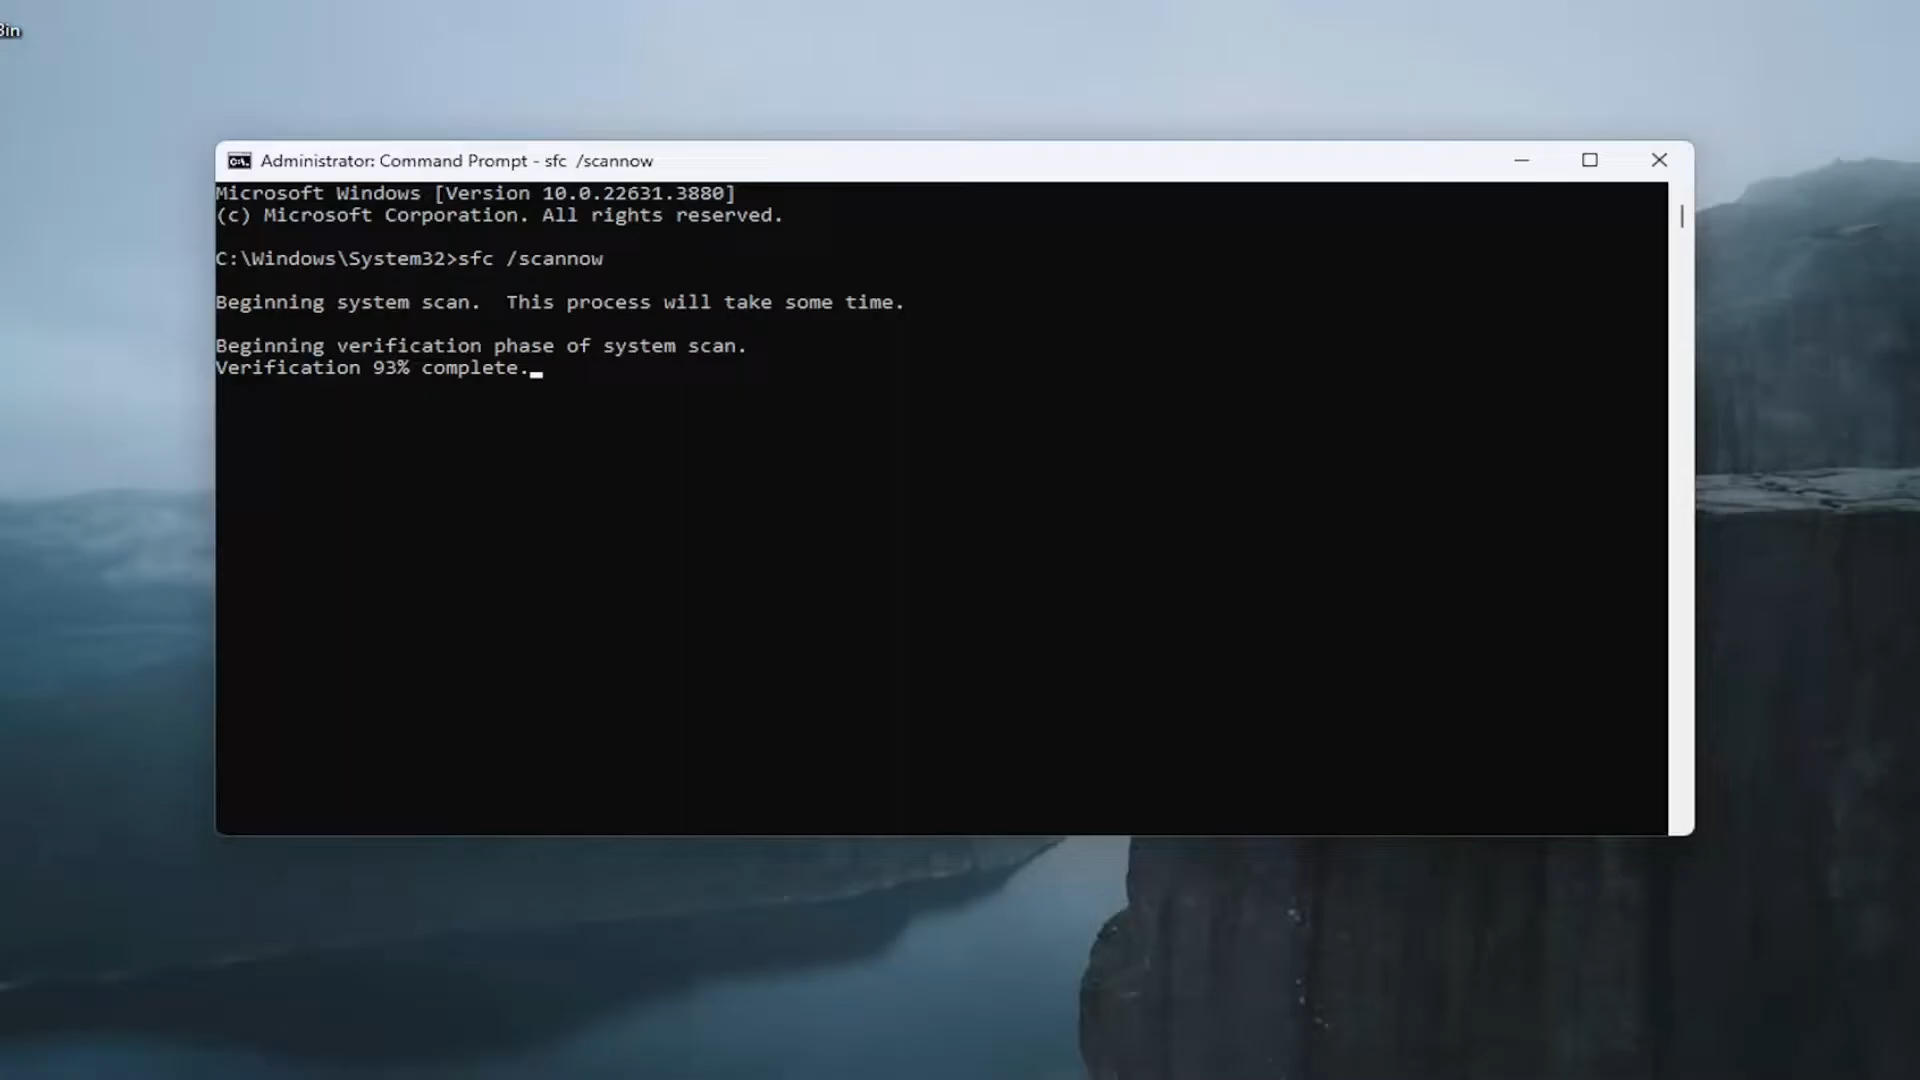 Bin
Administrator: Command Prompt - sfc  /scannow
Microsoft Windows [Version 10.0.22631.3880]
(c) Microsoft Corporation. All rights reserved.
C:\Windows\System32>sfc /scannow
Beginning system scan.  This process will take some time.
Beginning verification phase of system scan.
Verification 93% complete.